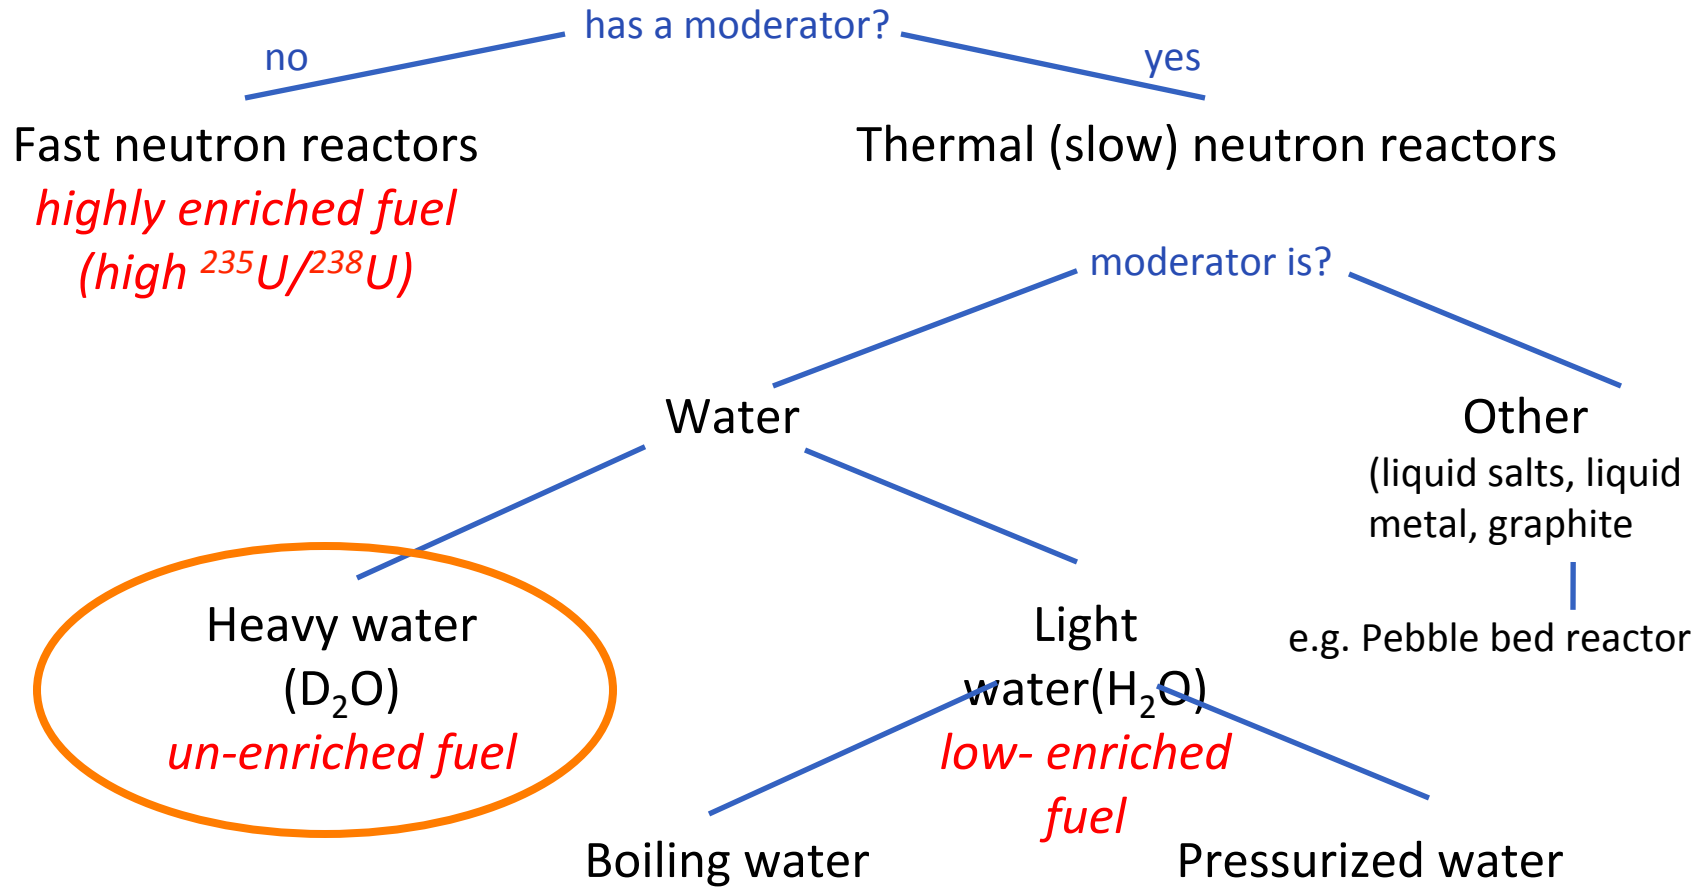 has a moderator?
no
yes
Fast neutron reactors
highly enriched fuel
(high ²³⁵U/²³⁸U)
Thermal (slow) neutron reactors
moderator is?
Water
Other
(liquid salts, liquid
metal, graphite
e.g. Pebble bed reactor
Heavy water
(D₂O)
un-enriched fuel
Light
water(H₂O)
low- enriched
fuel
Boiling water
Pressurized water